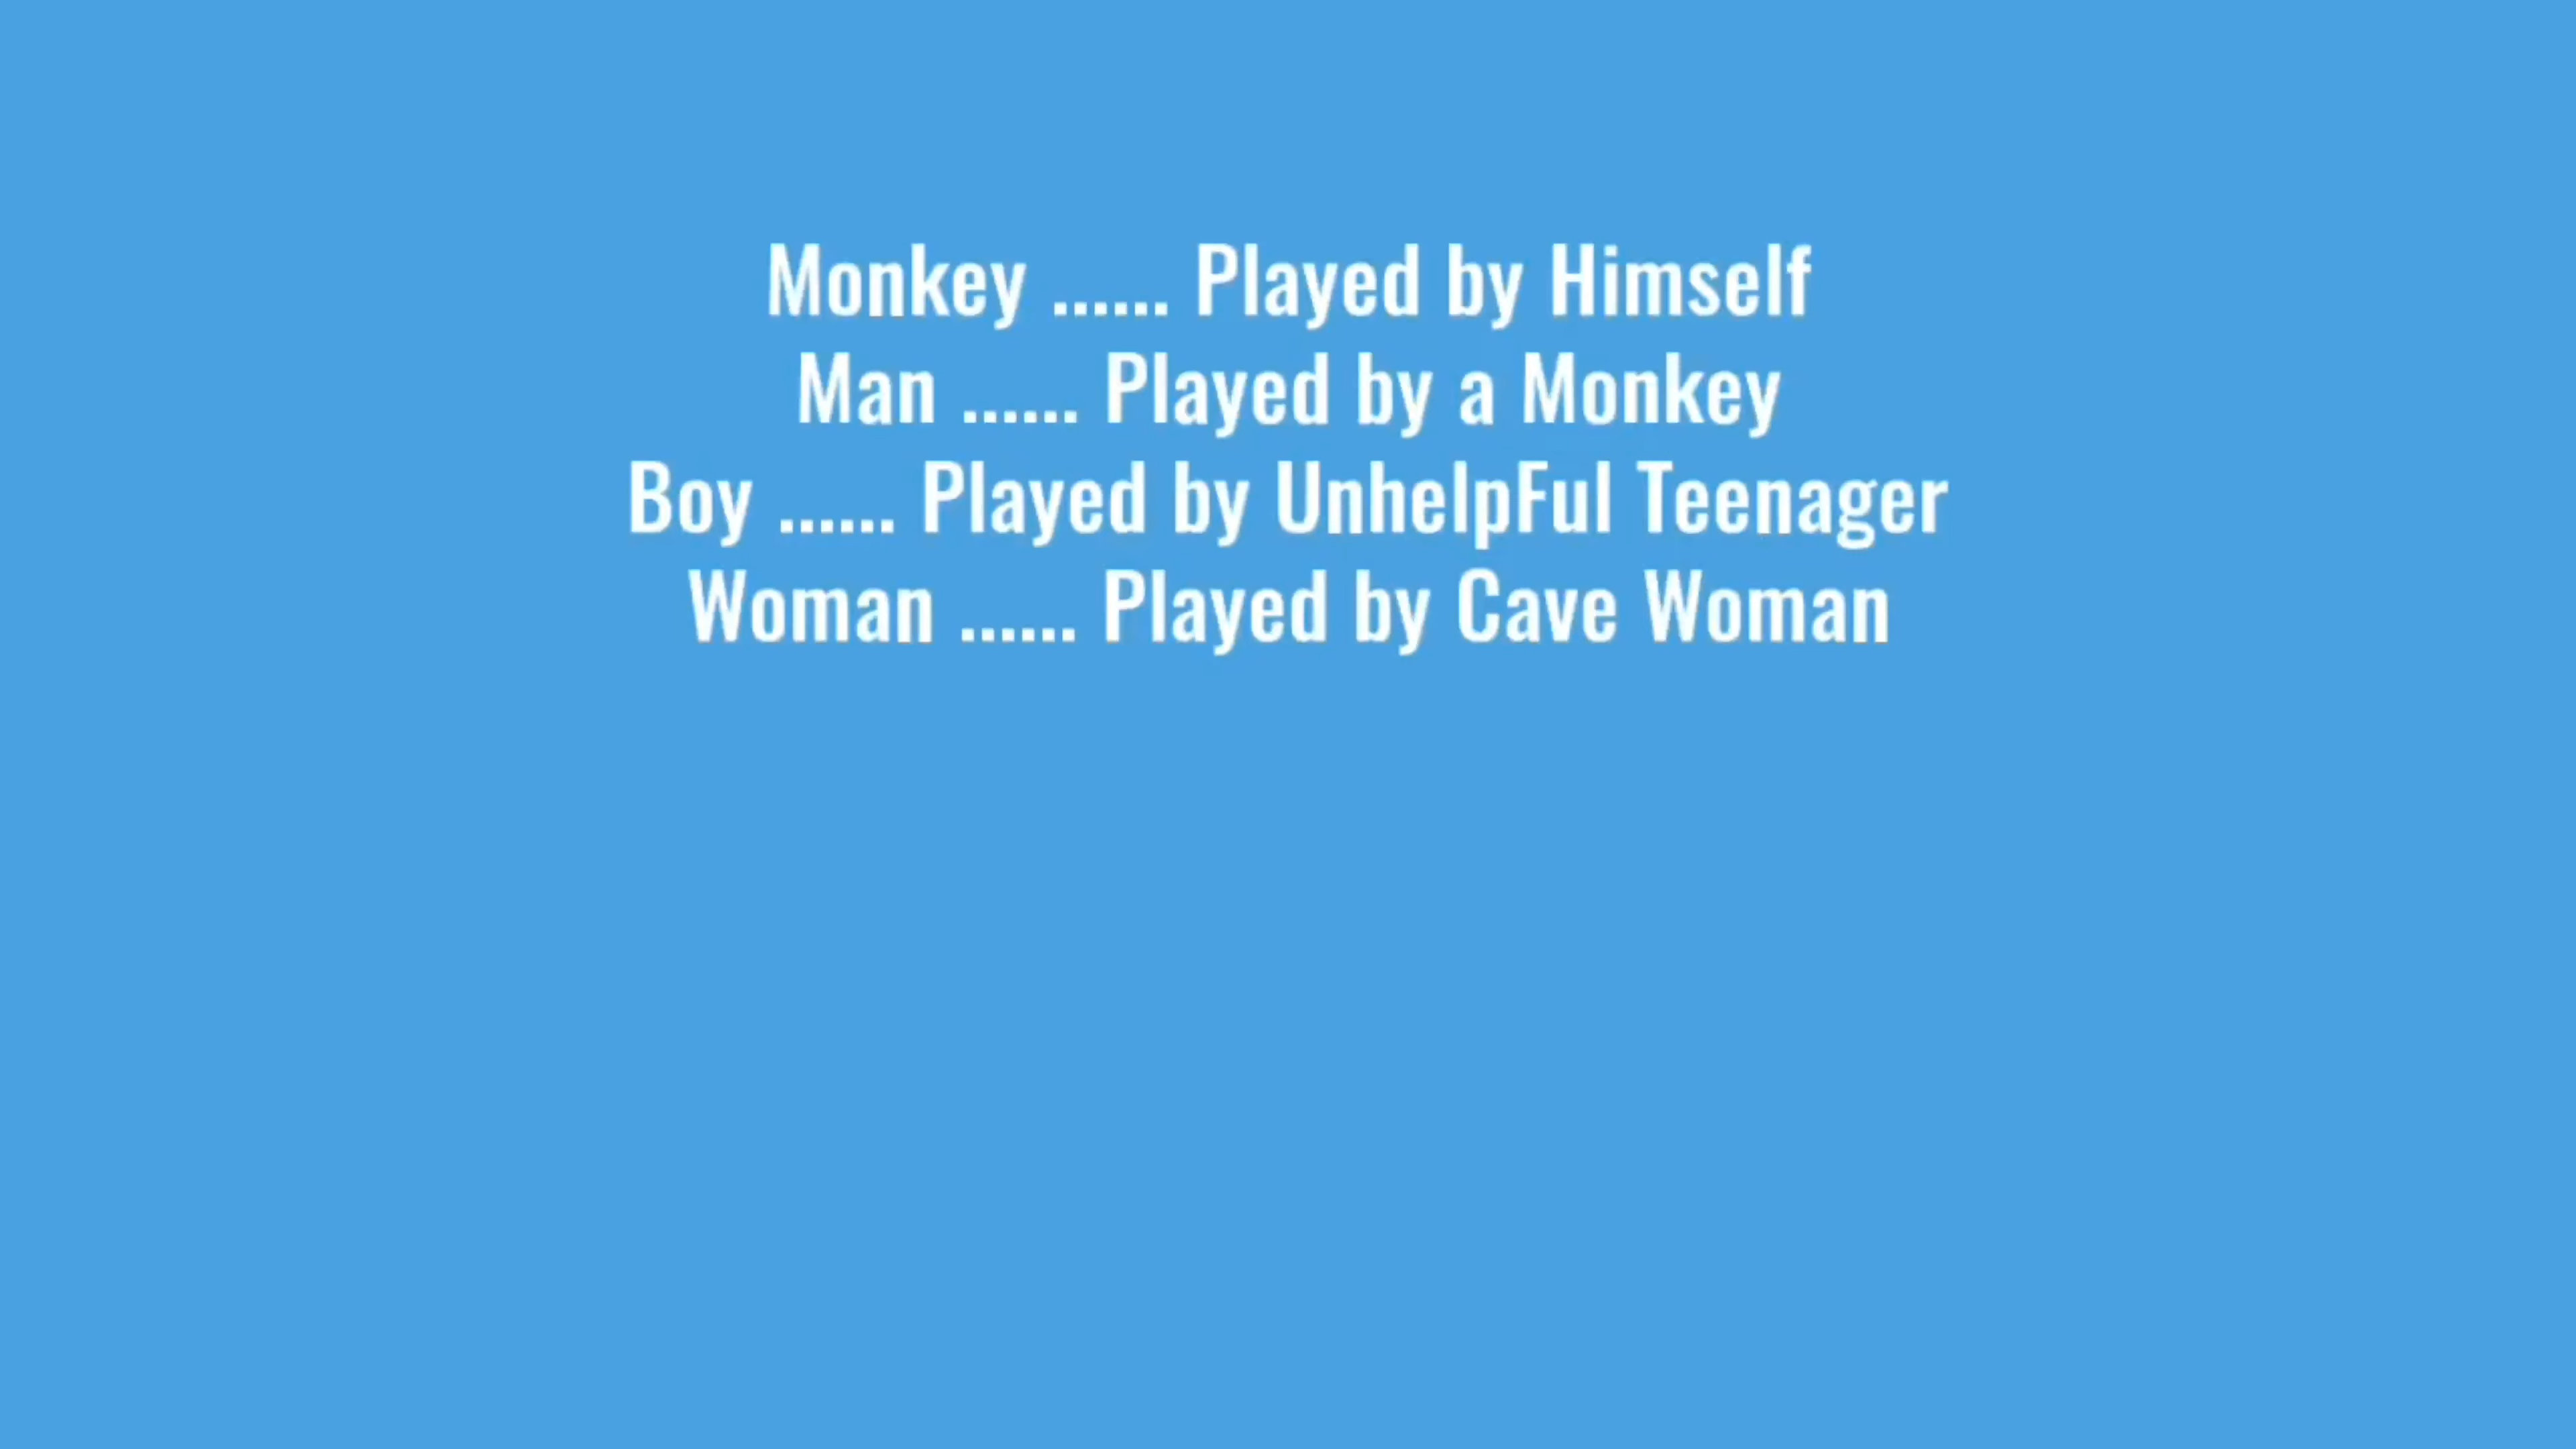 Monkey ...... Played by Himself
Man ...... Played by a Monkey
Boy ...... Played by UnhelpFul Teenager
Woman ...... Played by Cave Woman